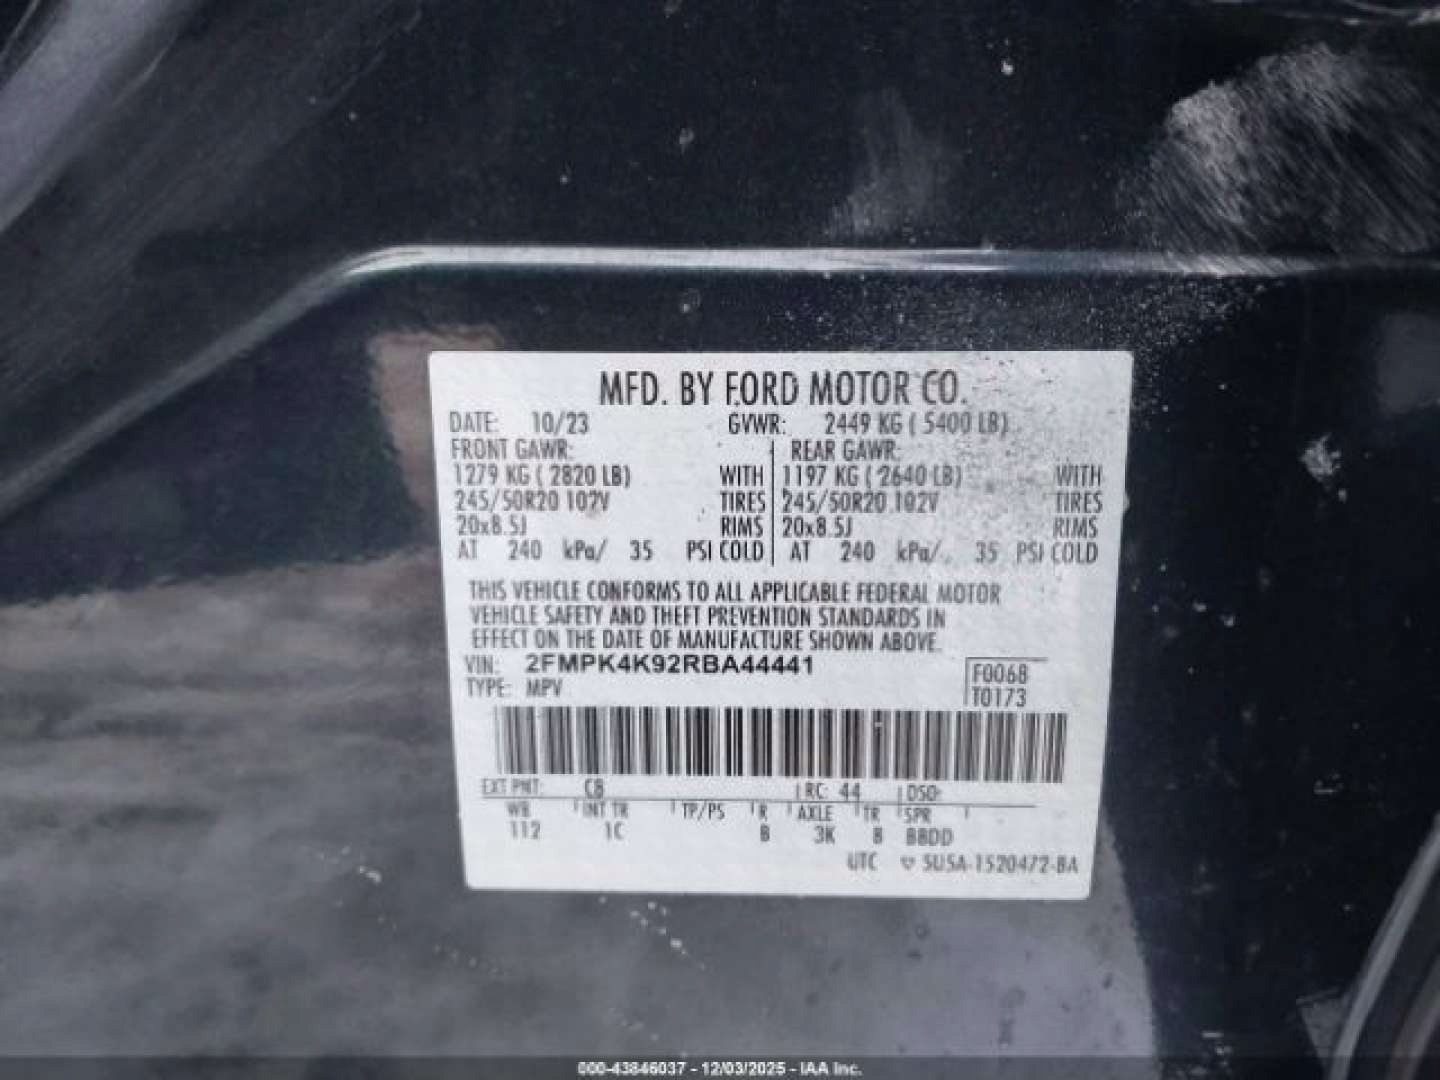 MFD. BY FORD MOTOR CO.
DATE: 10/23 GVWR: 2449 KG ( 5400 LB)
FRONT GAWR: REAR GAWR:
1279 KG ( 2820 LB) WITH 1197 KG ( 2640 LB) WITH
245/50R20 102V TIRES 245/50R20 102V TIRES
20x8.5J RIMS 20x8.5J RIMS
AT 240 kPa/ 35 PSI COLD AT 240 kPa/ 35 PSI COLD
THIS VEHICLE CONFORMS TO ALL APPLICABLE FEDERAL MOTOR
VEHICLE SAFETY AND THEFT PREVENTION STANDARDS IN
EFFECT ON THE DATE OF MANUFACTURE SHOWN ABOVE.
VIN: 2FMPK4K92RBA44441 F0068
TYPE: MPV T0173
EXT PNT: C8 RC: 44 DSO:
WB INT TR TP/PS R AXLE TR SPR
112 1C B 3K 8 BBDD
UTC SU5A-1520472-BA
000-43846037 - 12/03/2025 - IAA Inc.